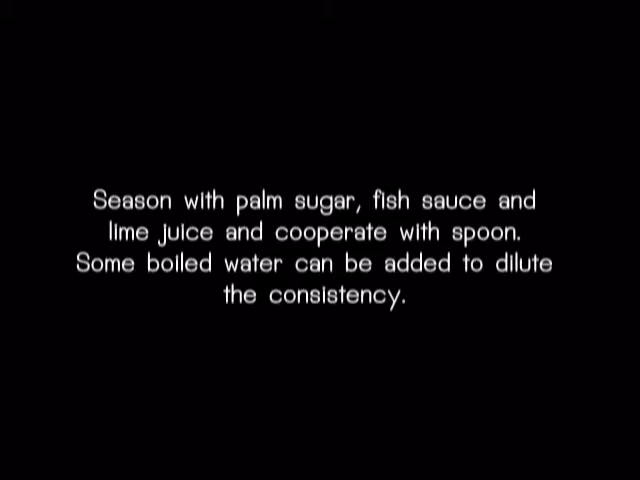 Season with palm sugar, fish sauce and
lime juice and cooperate with spoon.
Some boiled water can be added to dilute
the consistency.